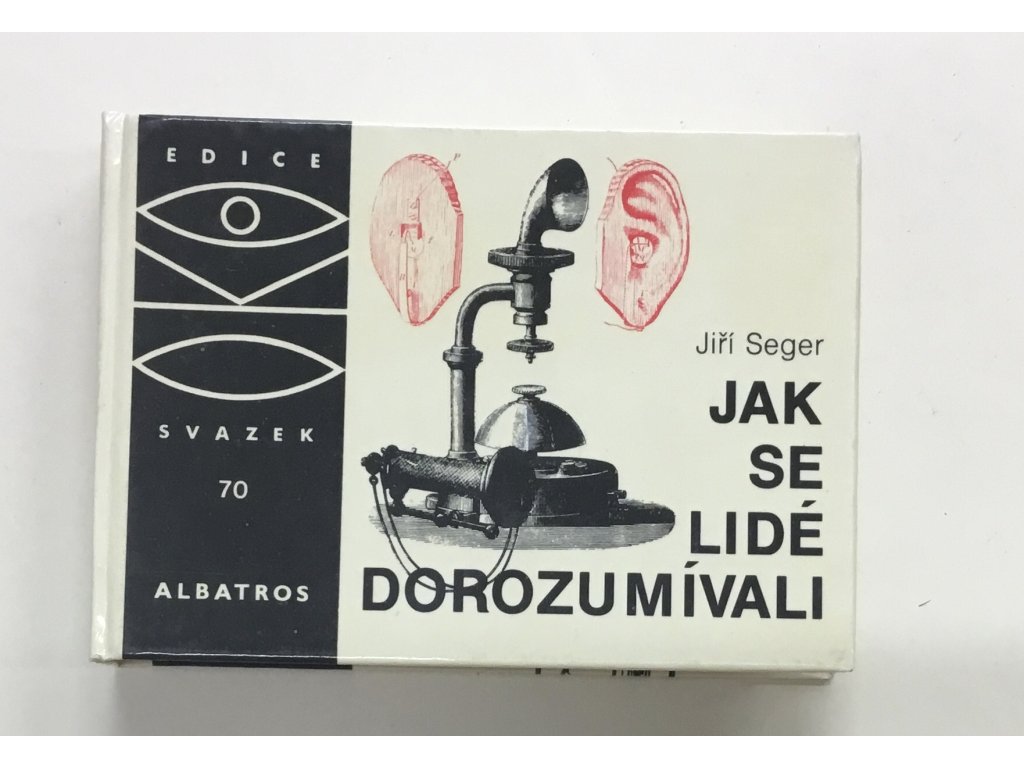 EDICE
SVAZEK
70
ALBATROS
Jiří Seger
JAK
SE
LIDÉ
DOROZUMÍVALI